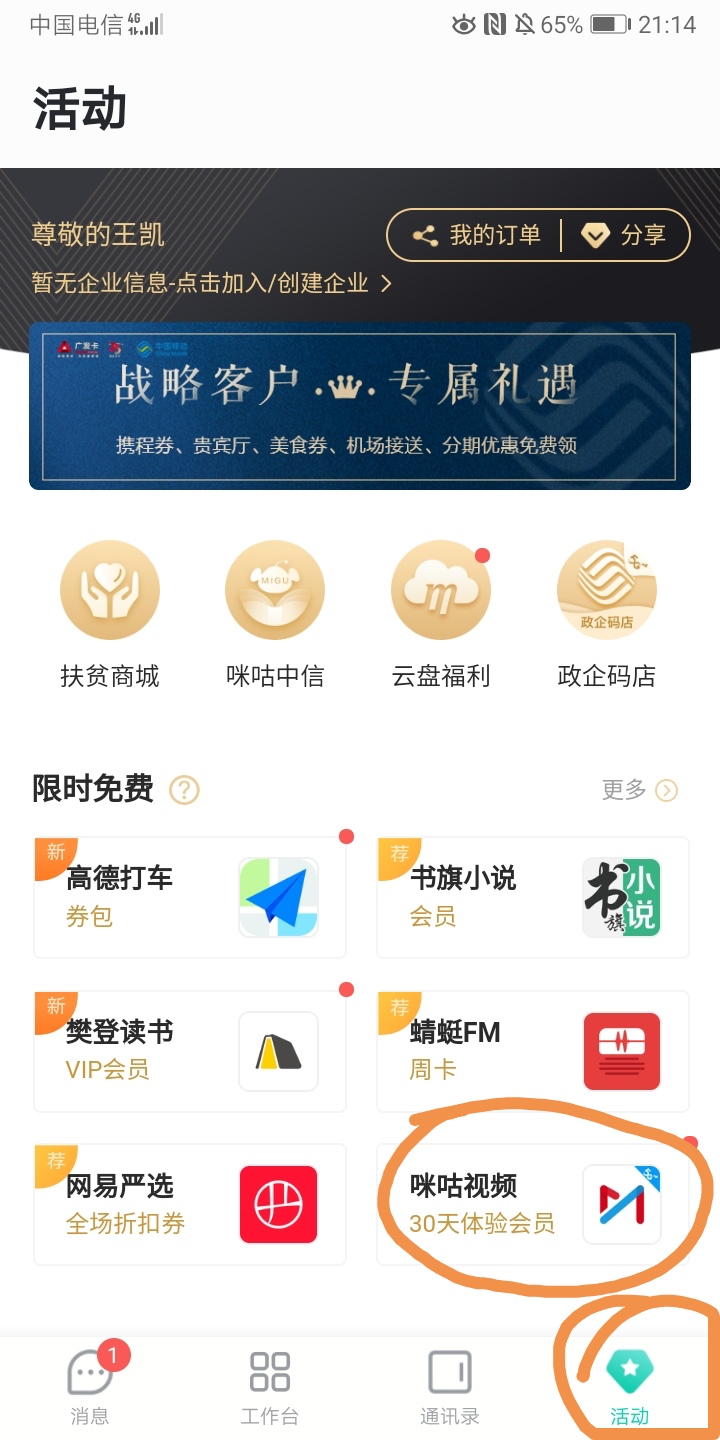 中国电信 4G 65% 21:14
活动
尊敬的王凯
我的订单 分享
暂无企业信息-点击加入/创建企业
广发卡 中国移动
战略客户 专属礼遇
携程券、贵宾厅、美食券、机场接送、分期优惠免费领
MIGU
政企码店
扶贫商城 咪咕中信 云盘福利 政企码店
限时免费 ? 更多
新 荐
高德打车 书旗小说
券包 会员
书旗小说
新 荐
樊登读书 蜻蜓FM
VIP会员 周卡
荐
网易严选 咪咕视频
全场折扣券 30天体验会员
1
消息 工作台 通讯录 活动